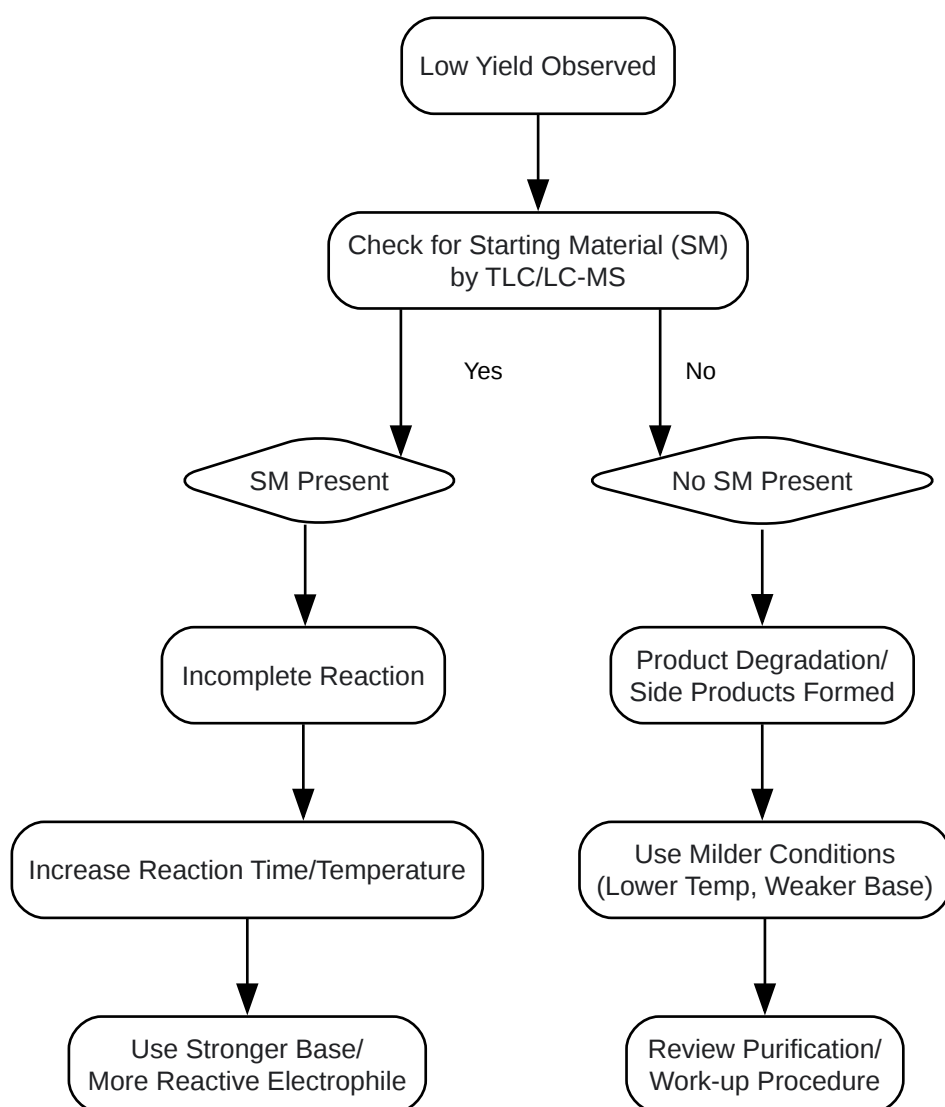 Low Yield Observed
Check for Starting Material (SM)
by TLC/LC-MS
Yes
No
SM Present
No SM Present
Incomplete Reaction
Product Degradation/
Side Products Formed
Increase Reaction Time/Temperature
Use Milder Conditions
(Lower Temp, Weaker Base)
Use Stronger Base/
More Reactive Electrophile
Review Purification/
Work-up Procedure